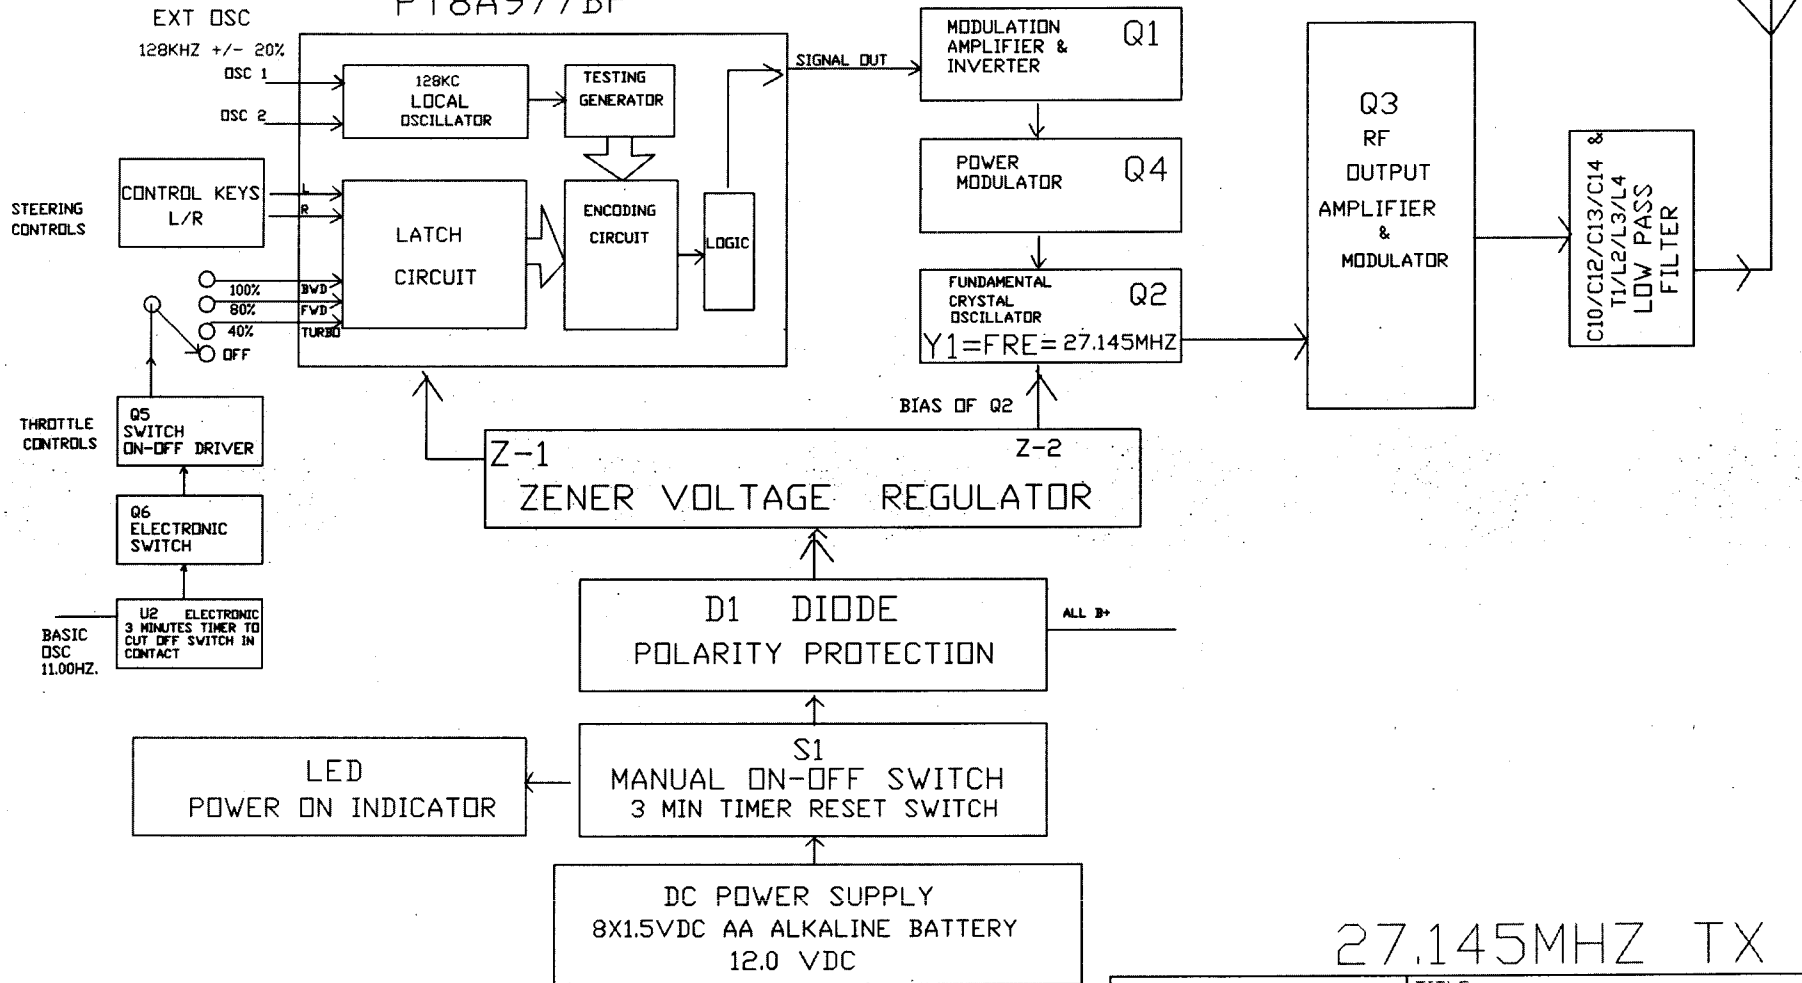 EXT OSC
128KHZ +/- 20%
OSC 1
OSC 2
PT8A977BP
128KC
LOCAL
OSCILLATOR
TESTING
GENERATOR
SIGNAL OUT
MODULATION
AMPLIFIER &
INVERTER
Q1
POWER
MODULATOR
Q4
FUNDAMENTAL
CRYSTAL
OSCILLATOR
Q2
Y1=FRE= 27.145MHZ
Q3
RF
OUTPUT
AMPLIFIER
&
MODULATOR
C10/C12/C13/C14 &
T1/L2/L3/L4
LOW PASS
FILTER
STEERING
CONTROLS
CONTROL KEYS
L/R
L
R
LATCH
CIRCUIT
ENCODING
CIRCUIT
LOGIC
100%
BWD
80%
FWD
40%
TURBO
OFF
THROTTLE
CONTROLS
Q5
SWITCH
ON-OFF DRIVER
Q6
ELECTRONIC
SWITCH
U2 ELECTRONIC
3 MINUTES TIMER TO
CUT OFF SWITCH IN
CONTACT
BASIC
OSC
11.00HZ.
BIAS OF Q2
Z-1
Z-2
ZENER VOLTAGE REGULATOR
D1 DIODE
POLARITY PROTECTION
ALL B+
S1
MANUAL ON-OFF SWITCH
3 MIN TIMER RESET SWITCH
LED
POWER ON INDICATOR
DC POWER SUPPLY
8X1.5VDC AA ALKALINE BATTERY
12.0 VDC
27.145MHZ TX